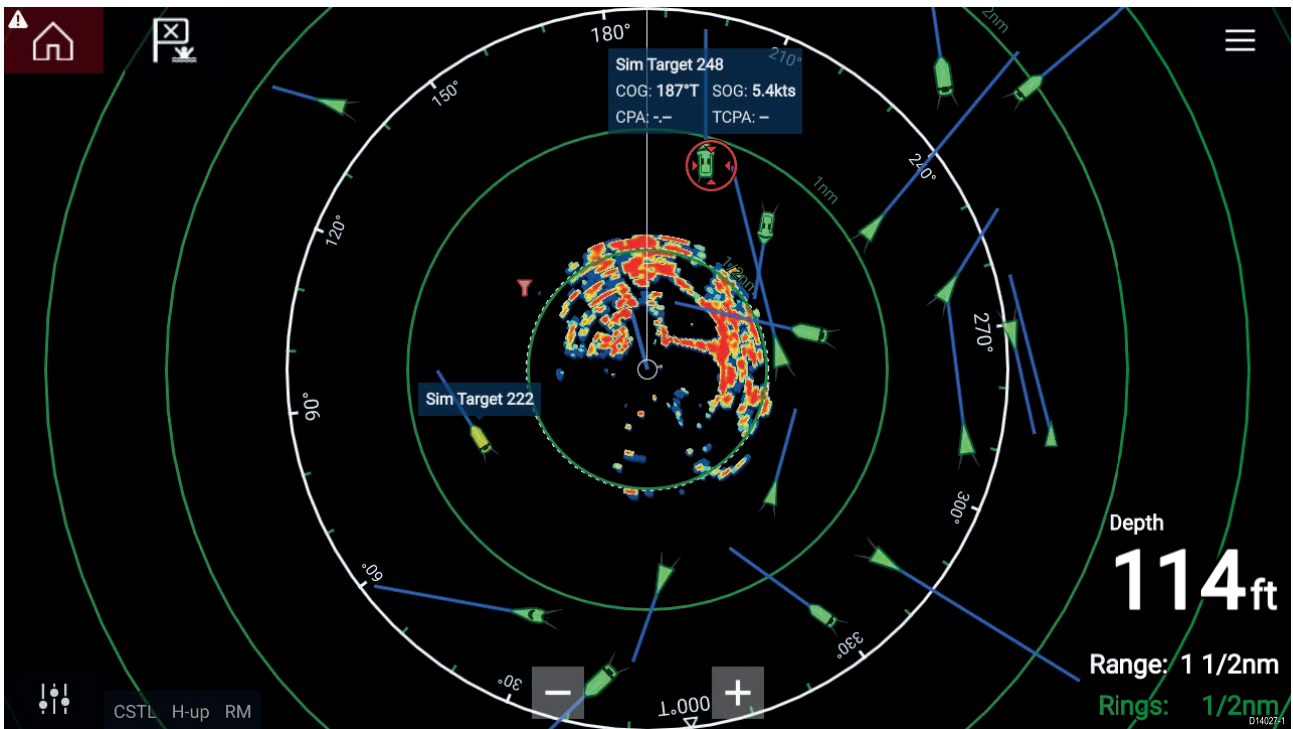 X
180°
210°
2nm
Sim Target 248
COG: 187°T SOG: 5.4kts
CPA: -.– TCPA: –
150°
240°
1nm
120°
1/2nm
270°
90°
Sim Target 222
300°
60°
330°
30°
000°T
Depth
114 ft
Range: 1 1/2nm
Rings: 1/2nm
CSTL H-up RM
D14027-1